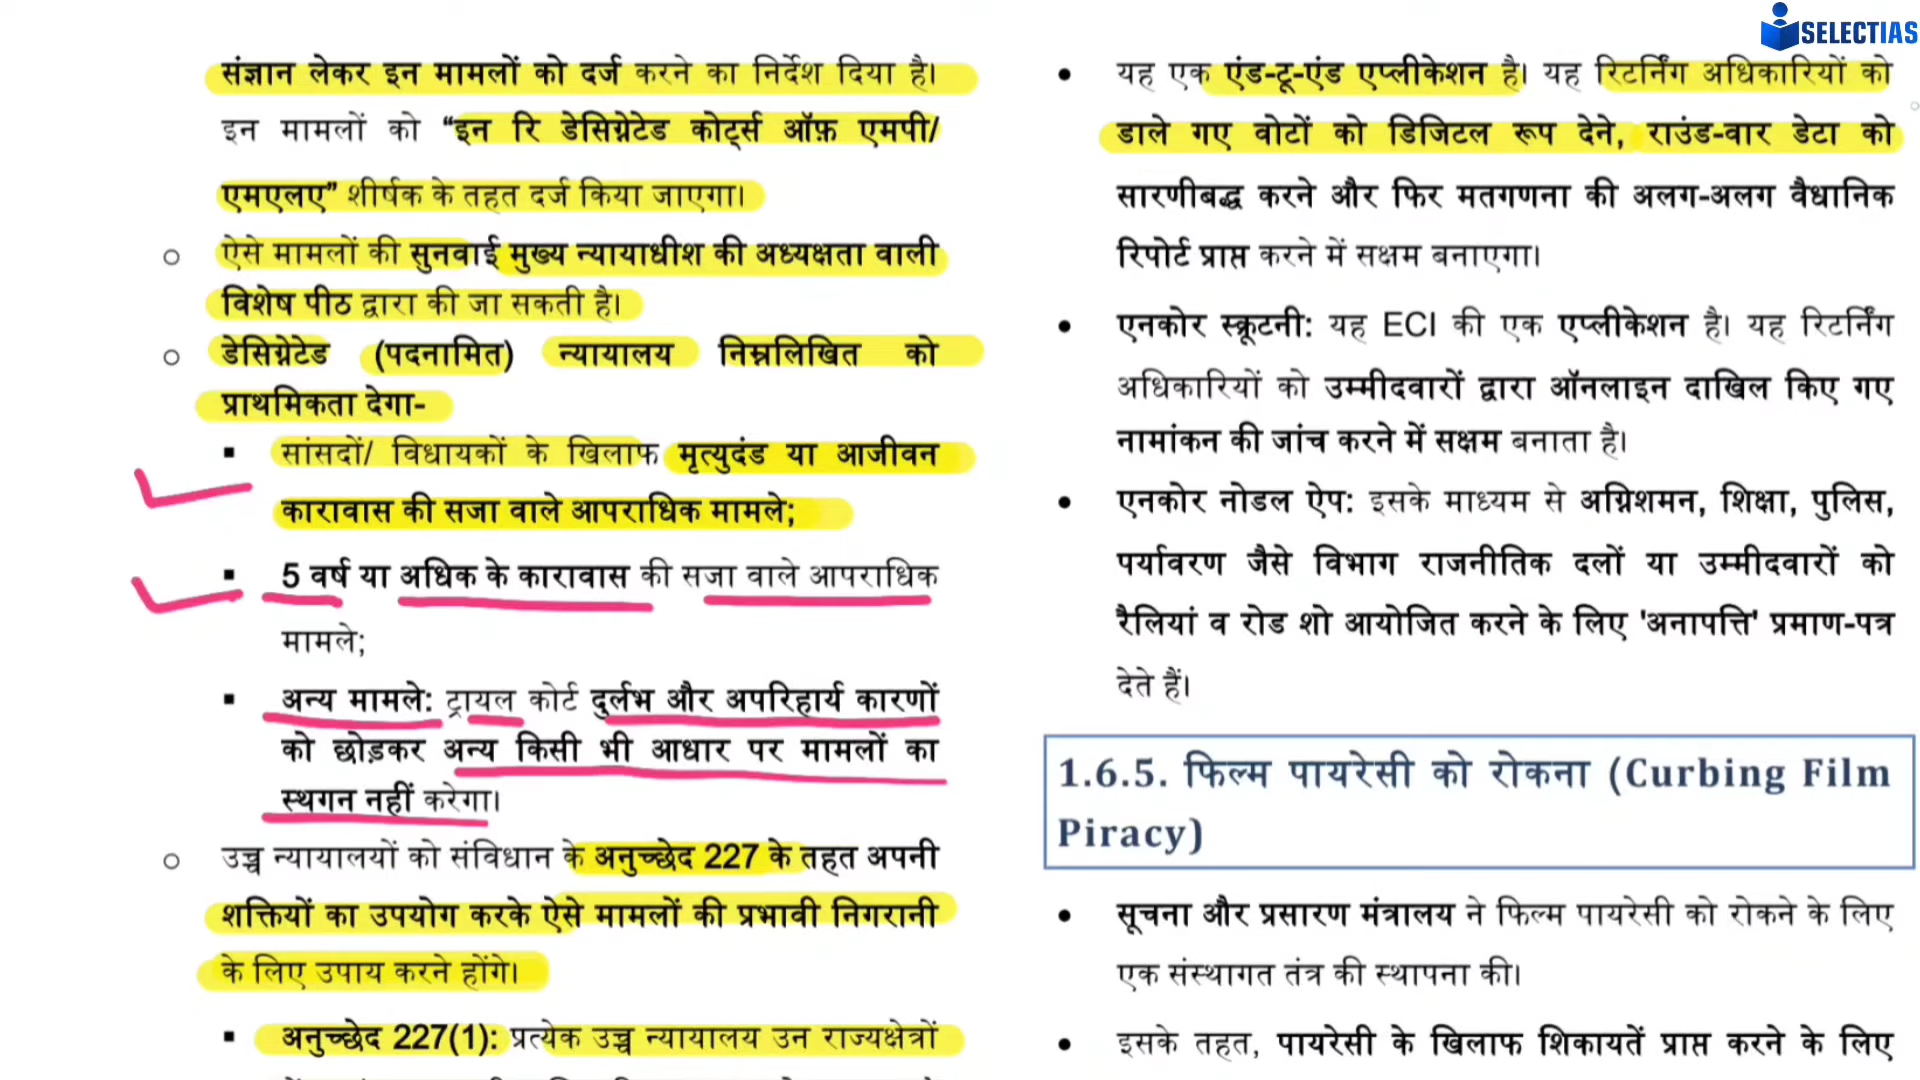 SELECTIAS
संज्ञान लेकर इन मामलों को दर्ज करने का निर्देश दिया है।
इन मामलों को “इन रि डेसिग्नेटेड कोर्ट्स ऑफ़ एमपी/
एमएलए” शीर्षक के तहत दर्ज किया जाएगा।
○ ऐसे मामलों की सुनवाई मुख्य न्यायाधीश की अध्यक्षता वाली
विशेष पीठ द्वारा की जा सकती है।
○ डेसिग्नेटेड (पदनामित) न्यायालय निम्नलिखित को
प्राथमिकता देगा-
▪ सांसदों/ विधायकों के खिलाफ मृत्युदंड या आजीवन
कारावास की सजा वाले आपराधिक मामले;
▪ 5 वर्ष या अधिक के कारावास की सजा वाले आपराधिक
मामले;
▪ अन्य मामले: ट्रायल कोर्ट दुर्लभ और अपरिहार्य कारणों
को छोड़कर अन्य किसी भी आधार पर मामलों का
स्थगन नहीं करेगा।
○ उच्च न्यायालयों को संविधान के अनुच्छेद 227 के तहत अपनी
शक्तियों का उपयोग करके ऐसे मामलों की प्रभावी निगरानी
के लिए उपाय करने होंगे।
▪ अनुच्छेद 227(1): प्रत्येक उच्च न्यायालय उन राज्यक्षेत्रों
• यह एक एंड-टू-एंड एप्लीकेशन है। यह रिटर्निंग अधिकारियों को
डाले गए वोटों को डिजिटल रूप देने, राउंड-वार डेटा को
सारणीबद्ध करने और फिर मतगणना की अलग-अलग वैधानिक
रिपोर्ट प्राप्त करने में सक्षम बनाएगा।
• एनकोर स्क्रूटनी: यह ECI की एक एप्लीकेशन है। यह रिटर्निंग
अधिकारियों को उम्मीदवारों द्वारा ऑनलाइन दाखिल किए गए
नामांकन की जांच करने में सक्षम बनाता है।
• एनकोर नोडल ऐप: इसके माध्यम से अग्निशमन, शिक्षा, पुलिस,
पर्यावरण जैसे विभाग राजनीतिक दलों या उम्मीदवारों को
रैलियां व रोड शो आयोजित करने के लिए 'अनापत्ति' प्रमाण-पत्र
देते हैं।
1.6.5. फिल्म पायरेसी को रोकना (Curbing Film
Piracy)
• सूचना और प्रसारण मंत्रालय ने फिल्म पायरेसी को रोकने के लिए
एक संस्थागत तंत्र की स्थापना की।
• इसके तहत, पायरेसी के खिलाफ शिकायतें प्राप्त करने के लिए